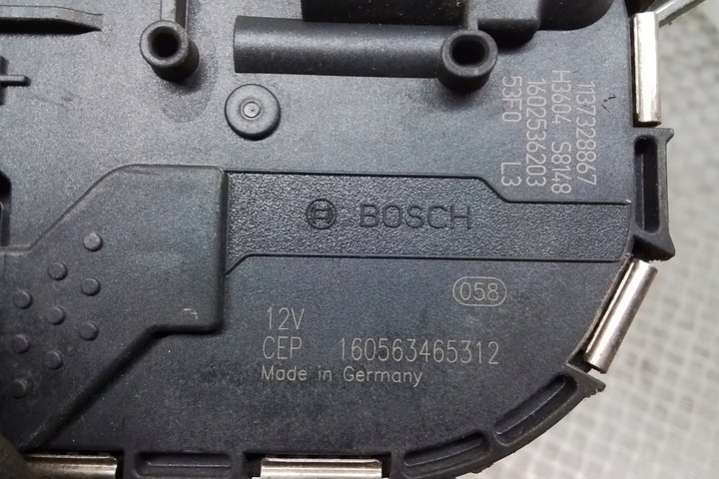 1137328867
H3604 S8148
1602536203
53F0 L3
BOSCH
058
12V
CEP 160563465312
Made in Germany